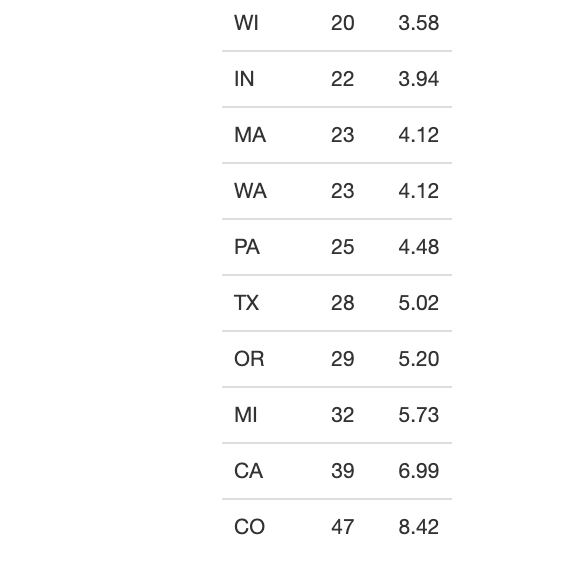 WI 20 3.58
IN 22 3.94
MA 23 4.12
WA 23 4.12
PA 25 4.48
TX 28 5.02
OR 29 5.20
MI 32 5.73
CA 39 6.99
CO 47 8.42